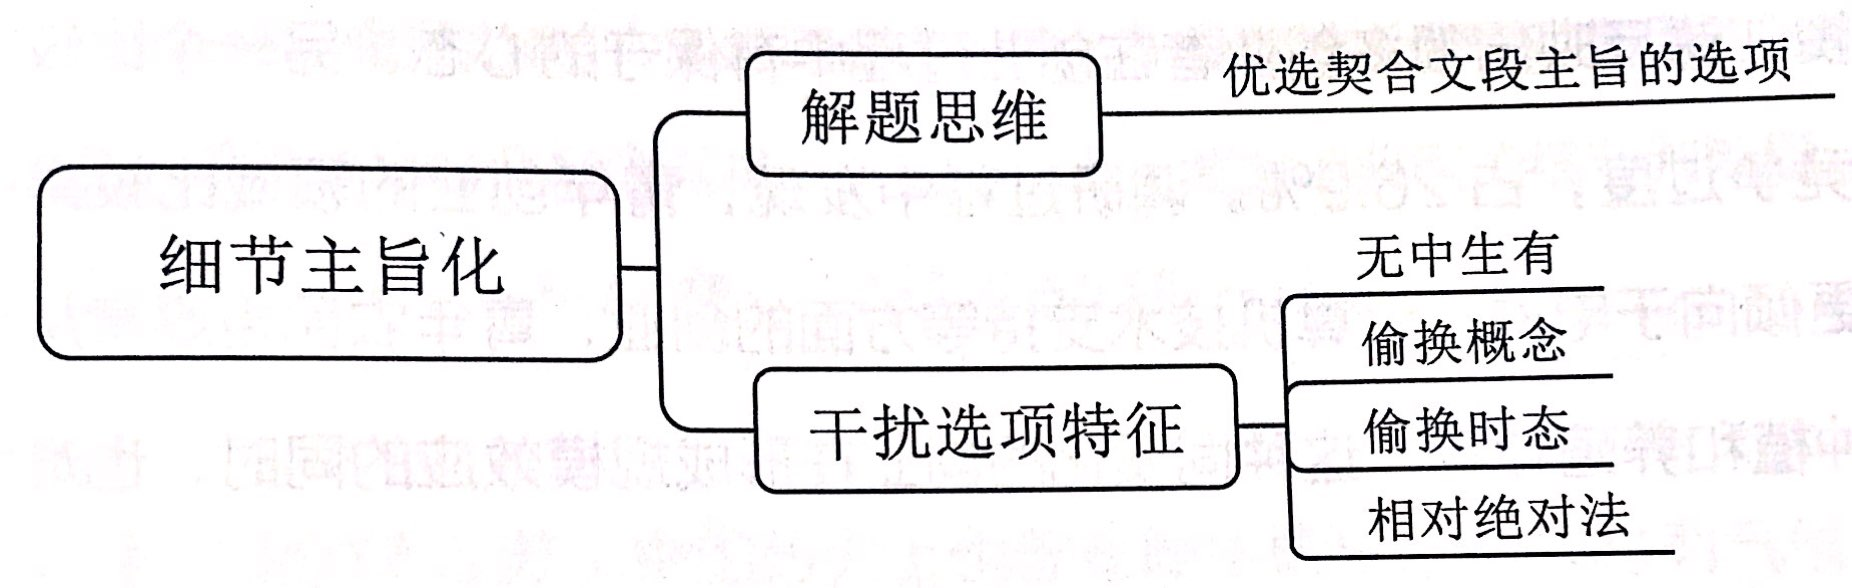 细节主旨化
解题思维
优选契合文段主旨的选项
干扰选项特征
无中生有
偷换概念
偷换时态
相对绝对法